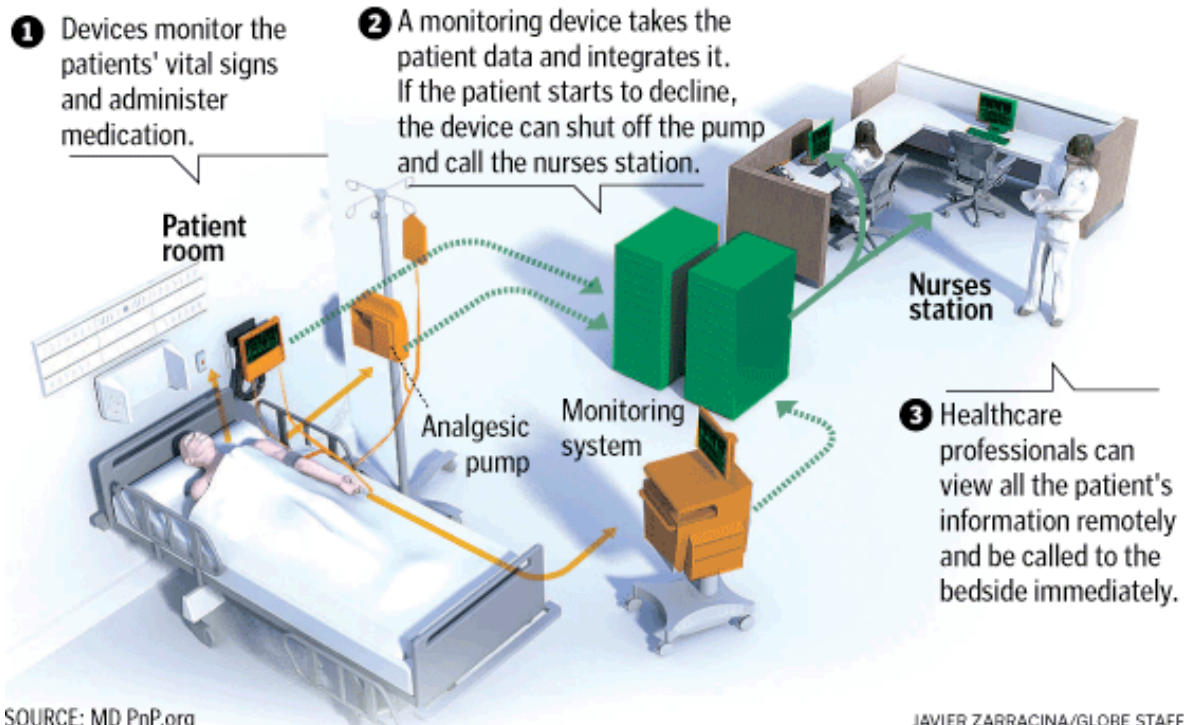 1 Devices monitor the
patients' vital signs
and administer
medication.
2 A monitoring device takes the
patient data and integrates it.
If the patient starts to decline,
the device can shut off the pump
and call the nurses station.
Patient
room
Nurses
station
Analgesic
pump
Monitoring
system
3 Healthcare
professionals can
view all the patient's
information remotely
and be called to the
bedside immediately.
SOURCE: MD PnP.org
JAVIER ZARRACINA/GLOBE STAFF